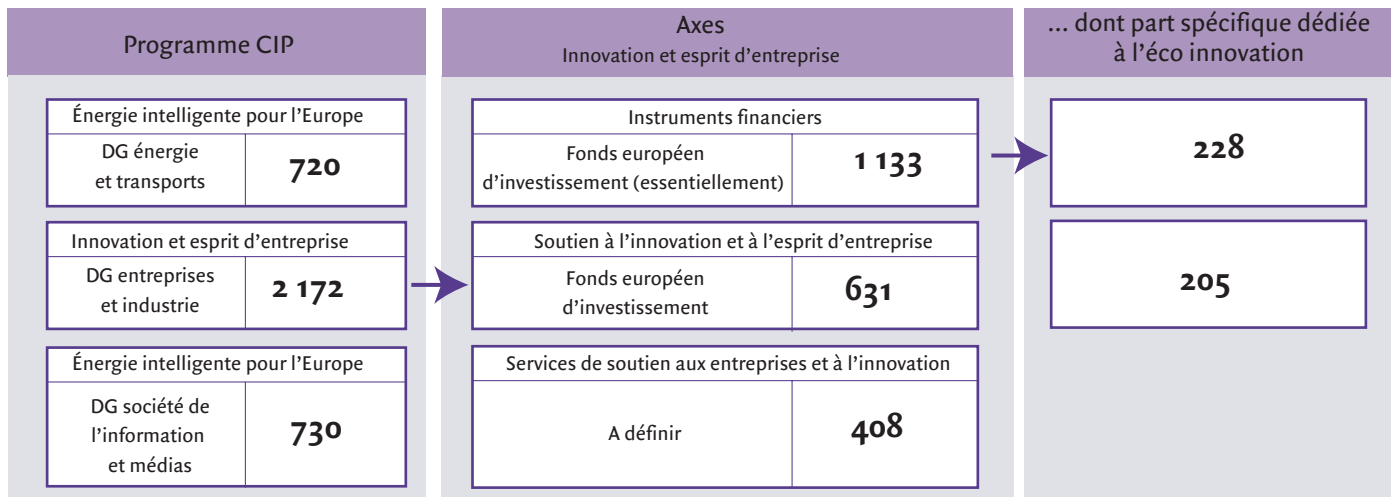 Programme CIP
Énergie intelligente pour l’Europe
DG énergie
et transports
720
Innovation et esprit d’entreprise
DG entreprises
et industrie
2 172
Énergie intelligente pour l’Europe
DG société de
l’information
et médias
730
Axes
Innovation et esprit d’entreprise
Instruments financiers
Fonds européen
d’investissement (essentiellement)
1 133
Soutien à l’innovation et à l’esprit d’entreprise
Fonds européen
d’investissement
631
Services de soutien aux entreprises et à l’innovation
A définir
408
... dont part spécifique dédiée
à l’éco innovation
228
205